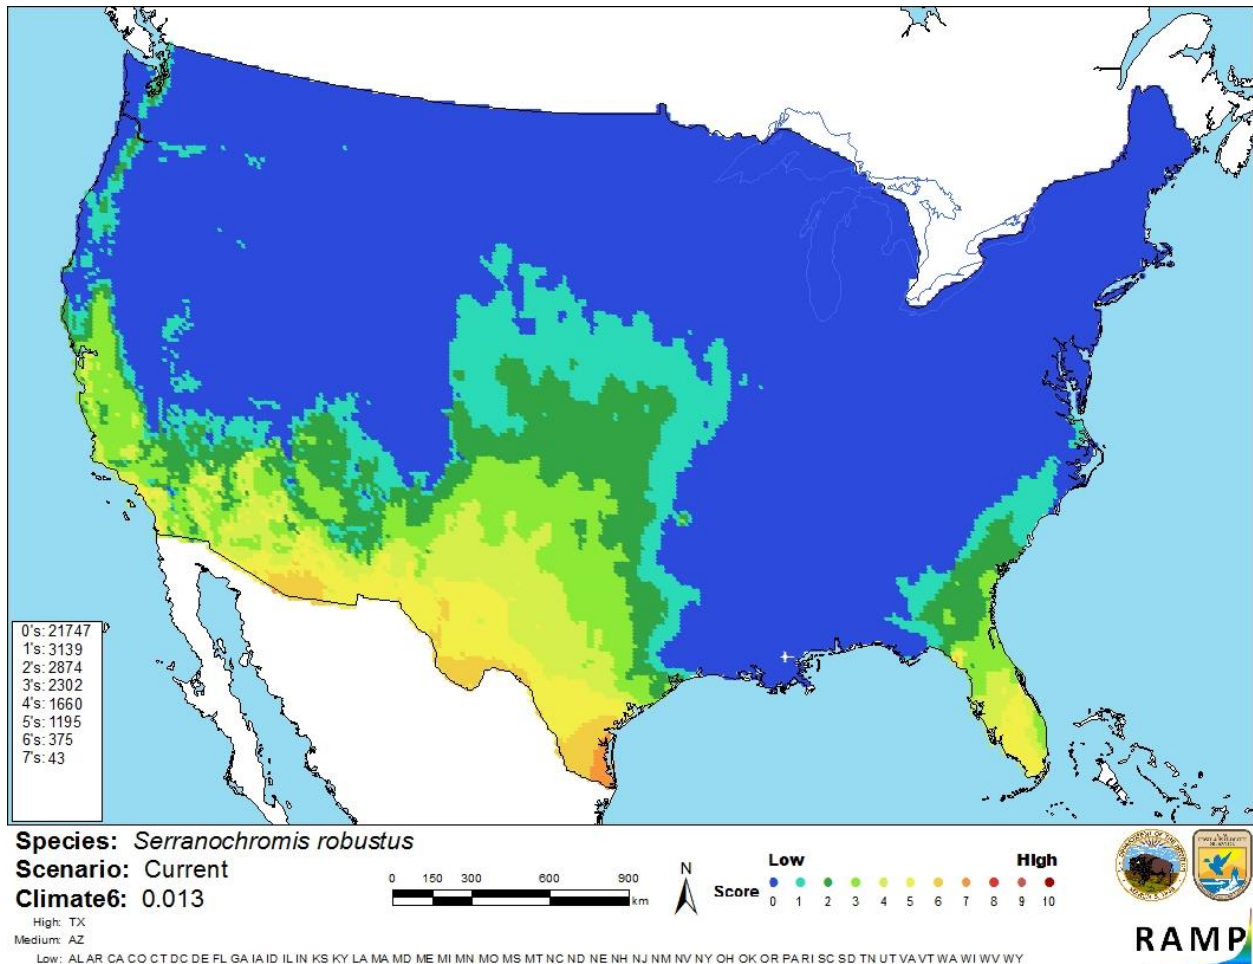 0's: 21747
1's: 3139
2's: 2874
3's: 2302
4's: 1660
5's: 1195
6's: 375
7's: 43
Species: Serranochromis robustus
Scenario: Current
Climate6: 0.013
High: TX
Medium: AZ
Low: AL AR CA CO CT DC DE FL GA IA ID IL IN KS KY LA MA MD ME MI MN MO MS MT NC ND NE NH NJ NM NV NY OH OK OR PA RI SC SD TN UT VA VT WA WI WV WY
0 150 300 600 900
km
N
Low High
Score
0 1 2 3 4 5 6 7 8 9 10
RAMP